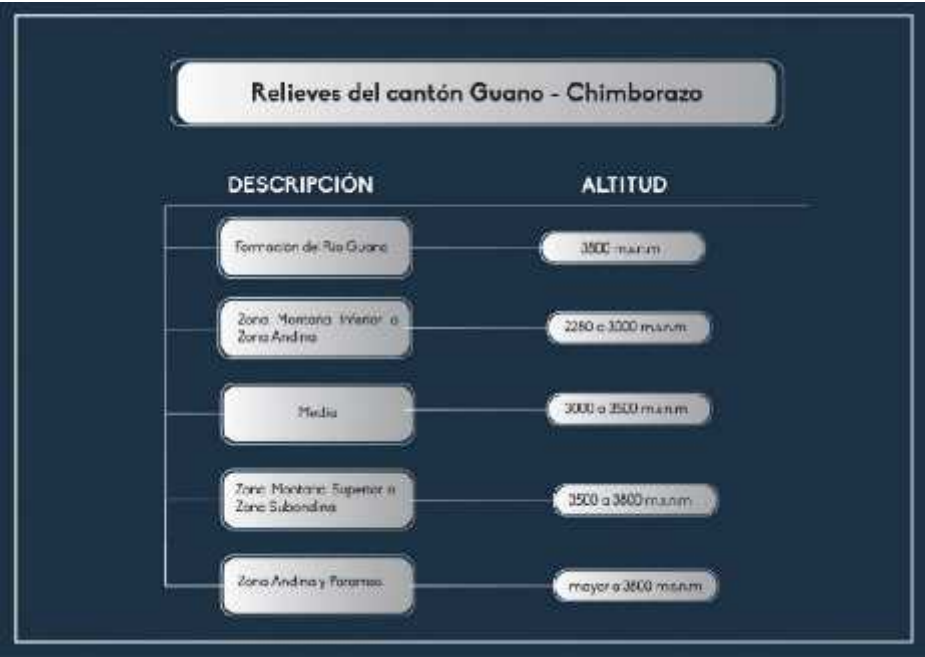 Relieves del cantón Guano - Chimborazo
DESCRIPCIÓN ALTITUD
Formación del Río Guano 3800 m.s.n.m
Zona Montana Inferior o
Zona Andina
2280 a 3000 m.s.n.m
Media 3000 a 3500 m.s.n.m
Zona Montana Superior o
Zona Subandina
3500 a 3800 m.s.n.m
Zona Andina y Paramos mayor a 3800 m.s.n.m